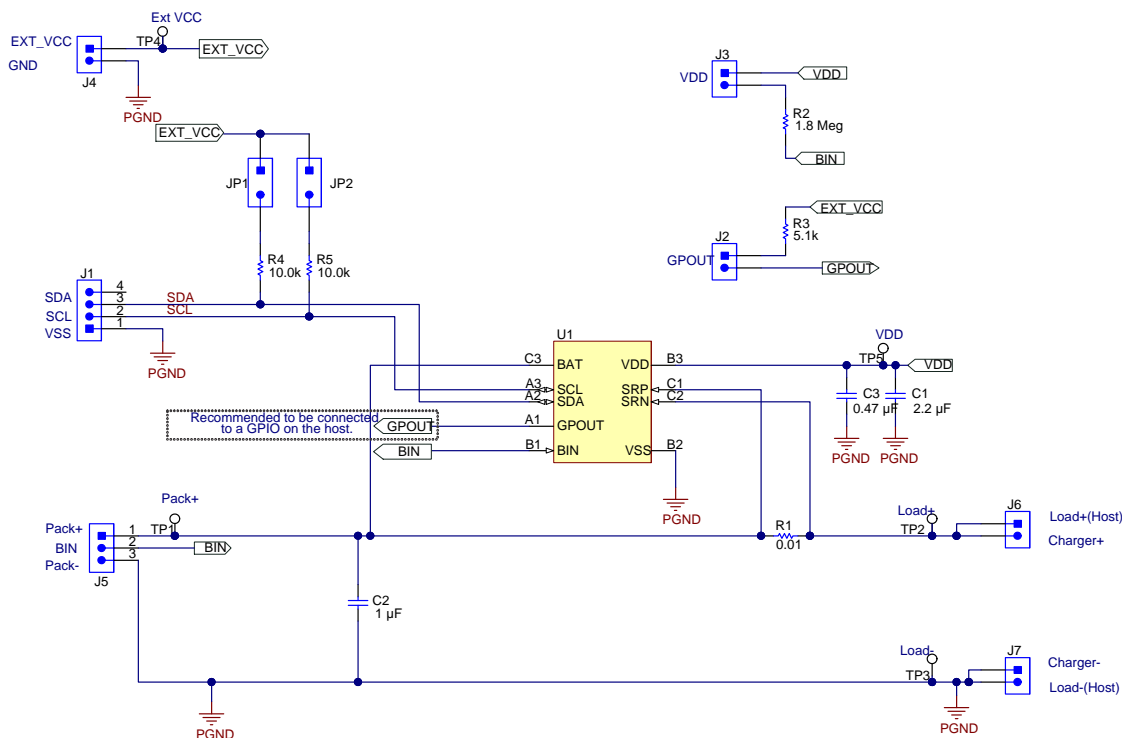 Ext VCC
EXT_VCC
TP4
EXT_VCC
GND
J4
PGND
J3
VDD
VDD
R2
1.8 Meg
BIN
EXT_VCC
JP1
JP2
R4
10.0k
R5
10.0k
EXT_VCC
R3
5.1k
J2
GPOUT
GPOUT
J1
4
SDA
3
SDA
SCL
2
SCL
VSS
1
PGND
U1
C3
BAT
VDD
B3
A3
SCL
SRP
C1
A2
SDA
SRN
C2
A1
GPOUT
B1
BIN
VSS
B2
PGND
VDD
TP5
VDD
C3
0.47 µF
C1
2.2 µF
PGND
PGND
Recommended to be connected
to a GPIO on the host.
GPOUT
BIN
Pack+
Pack+
1
TP1
BIN
2
BIN
Pack-
3
J5
C2
1 µF
R1
0.01
Load+
TP2
J6
Load+(Host)
Charger+
Load-
TP3
J7
Charger-
Load-(Host)
PGND
PGND